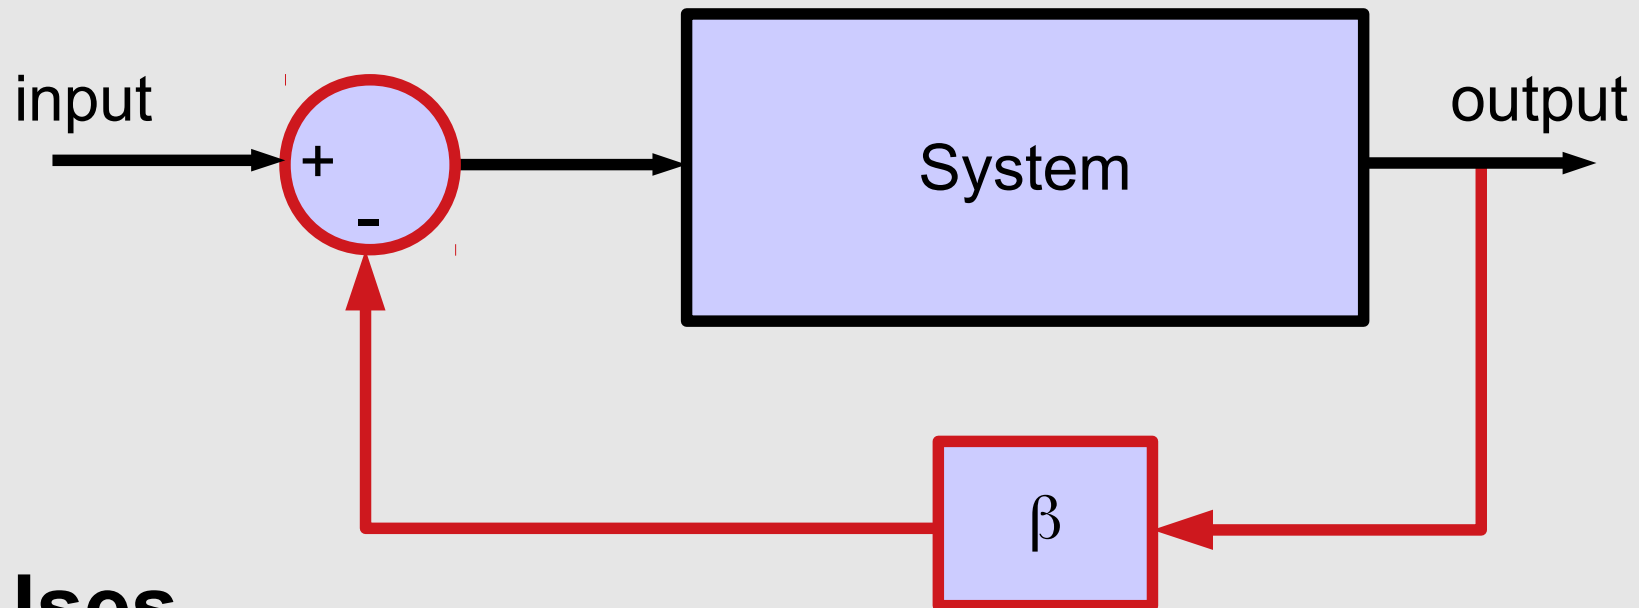 input
output
System
+
-
β